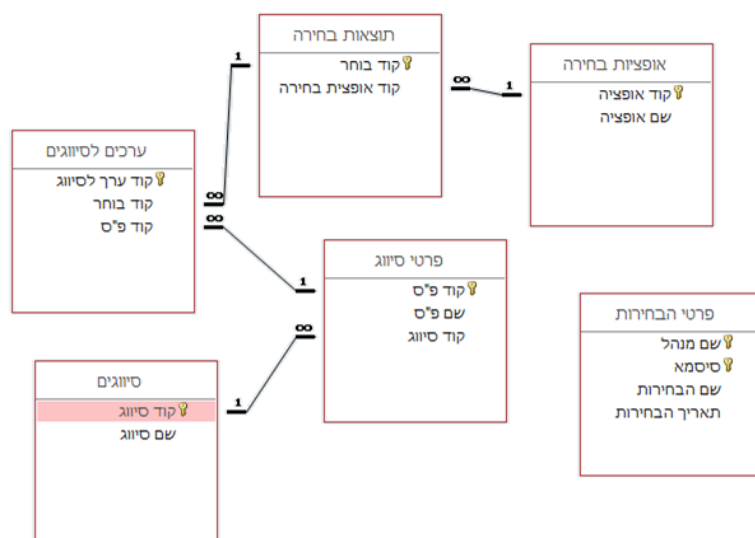 תוצאות בחירה
קוד בוחר
קוד אופצית בחירה
אופציות בחירה
קוד אופציה
שם אופציה
1
∞
1
ערכים לסיווגים
קוד ערך לסיווג
קוד בוחר
קוד פ"ס
∞
∞
פרטי סיווג
קוד פ"ס
שם פ"ס
קוד סיווג
1
∞
פרטי הבחירות
שם מנהל
סיסמא
שם הבחירות
תאריך הבחירות
סיווגים
קוד סיווג
שם סיווג
1